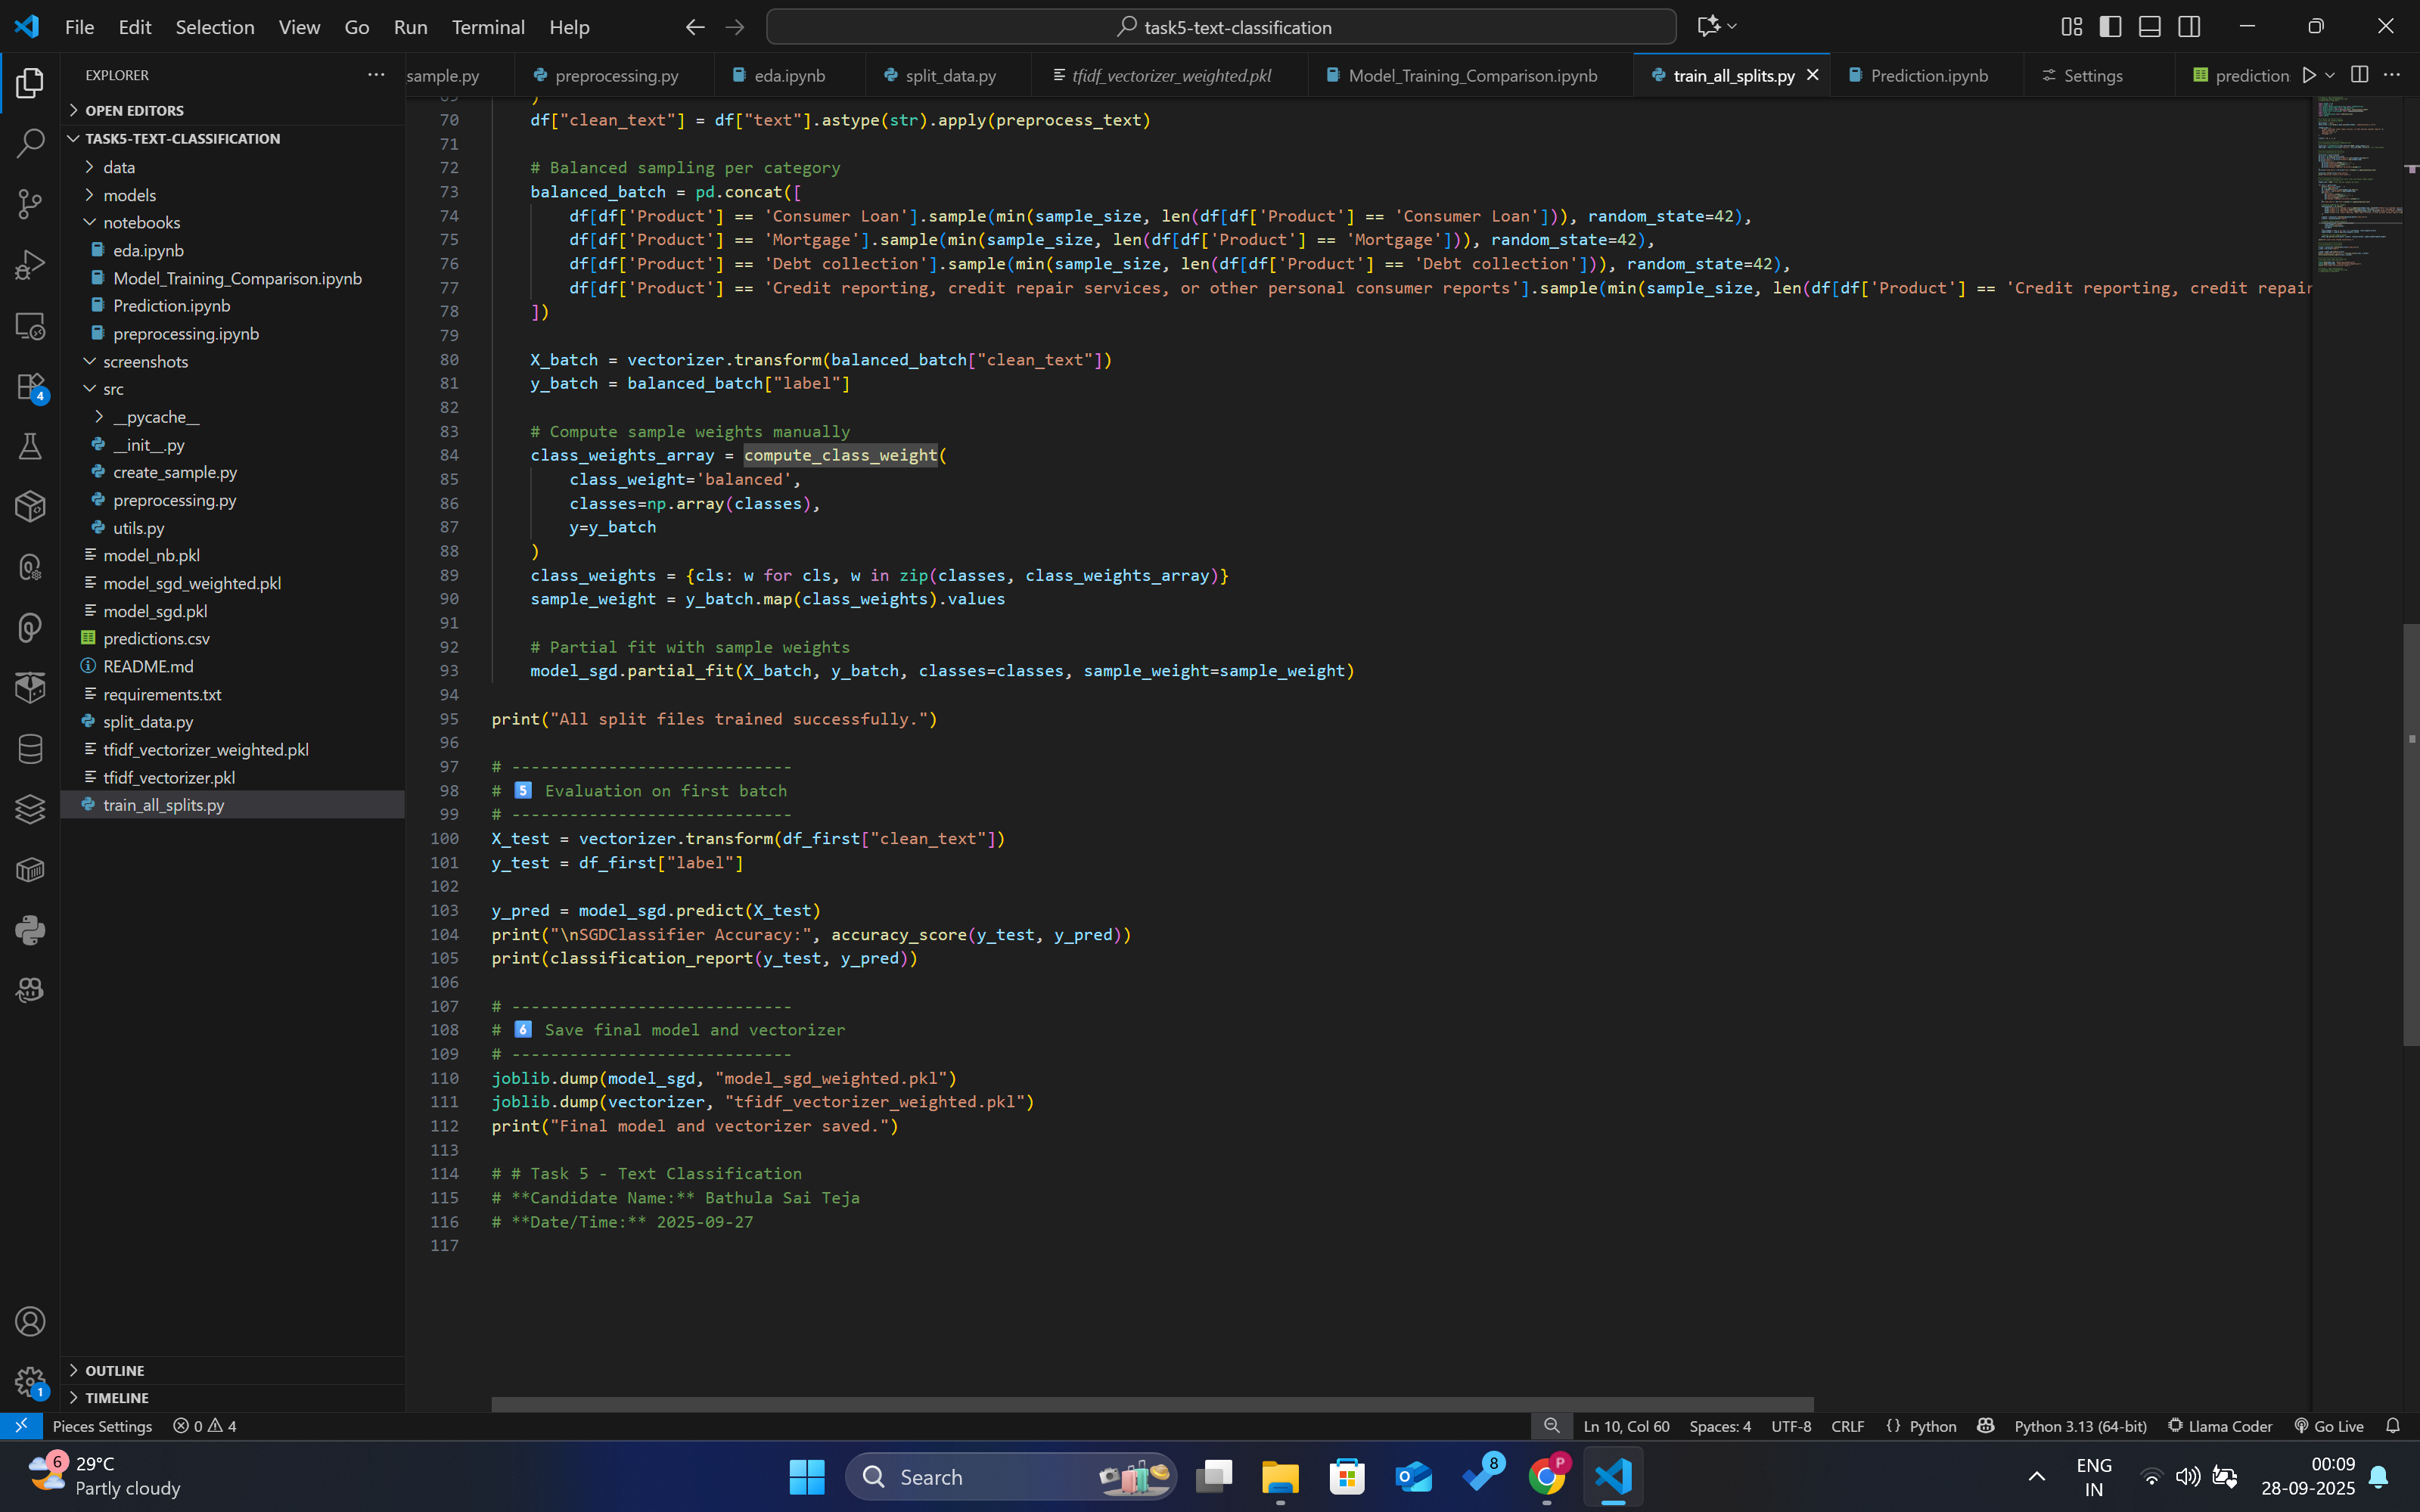 File Edit Selection View Go Run Terminal Help
task5-text-classification
EXPLORER
OPEN EDITORS
TASK5-TEXT-CLASSIFICATION
data
models
notebooks
eda.ipynb
Model_Training_Comparison.ipynb
Prediction.ipynb
preprocessing.ipynb
screenshots
src
__pycache__
__init__.py
create_sample.py
preprocessing.py
utils.py
model_nb.pkl
model_sgd_weighted.pkl
model_sgd.pkl
predictions.csv
README.md
requirements.txt
split_data.py
tfidf_vectorizer_weighted.pkl
tfidf_vectorizer.pkl
train_all_splits.py
OUTLINE
TIMELINE
4
1
sample.py preprocessing.py eda.ipynb split_data.py tfidf_vectorizer_weighted.pkl Model_Training_Comparison.ipynb train_all_splits.py Prediction.ipynb Settings prediction
69 )
70 df["clean_text"] = df["text"].astype(str).apply(preprocess_text)
71
72 # Balanced sampling per category
73 balanced_batch = pd.concat([
74 df[df['Product'] == 'Consumer Loan'].sample(min(sample_size, len(df[df['Product'] == 'Consumer Loan'])), random_state=42),
75 df[df['Product'] == 'Mortgage'].sample(min(sample_size, len(df[df['Product'] == 'Mortgage'])), random_state=42),
76 df[df['Product'] == 'Debt collection'].sample(min(sample_size, len(df[df['Product'] == 'Debt collection'])), random_state=42),
77 df[df['Product'] == 'Credit reporting, credit repair services, or other personal consumer reports'].sample(min(sample_size, len(df[df['Product'] == 'Credit reporting, credit repair
78 ])
79
80 X_batch = vectorizer.transform(balanced_batch["clean_text"])
81 y_batch = balanced_batch["label"]
82
83 # Compute sample weights manually
84 class_weights_array = compute_class_weight(
85 class_weight='balanced',
86 classes=np.array(classes),
87 y=y_batch
88 )
89 class_weights = {cls: w for cls, w in zip(classes, class_weights_array)}
90 sample_weight = y_batch.map(class_weights).values
91
92 # Partial fit with sample weights
93 model_sgd.partial_fit(X_batch, y_batch, classes=classes, sample_weight=sample_weight)
94
95 print("All split files trained successfully.")
96
97 # -----------------------------
98 # 5️⃣ Evaluation on first batch
99 # -----------------------------
100 X_test = vectorizer.transform(df_first["clean_text"])
101 y_test = df_first["label"]
102
103 y_pred = model_sgd.predict(X_test)
104 print("\nSGDClassifier Accuracy:", accuracy_score(y_test, y_pred))
105 print(classification_report(y_test, y_pred))
106
107 # -----------------------------
108 # 6️⃣ Save final model and vectorizer
109 # -----------------------------
110 joblib.dump(model_sgd, "model_sgd_weighted.pkl")
111 joblib.dump(vectorizer, "tfidf_vectorizer_weighted.pkl")
112 print("Final model and vectorizer saved.")
113
114 # # Task 5 - Text Classification
115 # **Candidate Name:** Bathula Sai Teja
116 # **Date/Time:** 2025-09-27
117
Pieces Settings 0 4 Ln 10, Col 60 Spaces: 4 UTF-8 CRLF {} Python Python 3.13 (64-bit) Llama Coder Go Live
6 29°C
Partly cloudy
Search
8
P
ENG
IN
00:09
28-09-2025